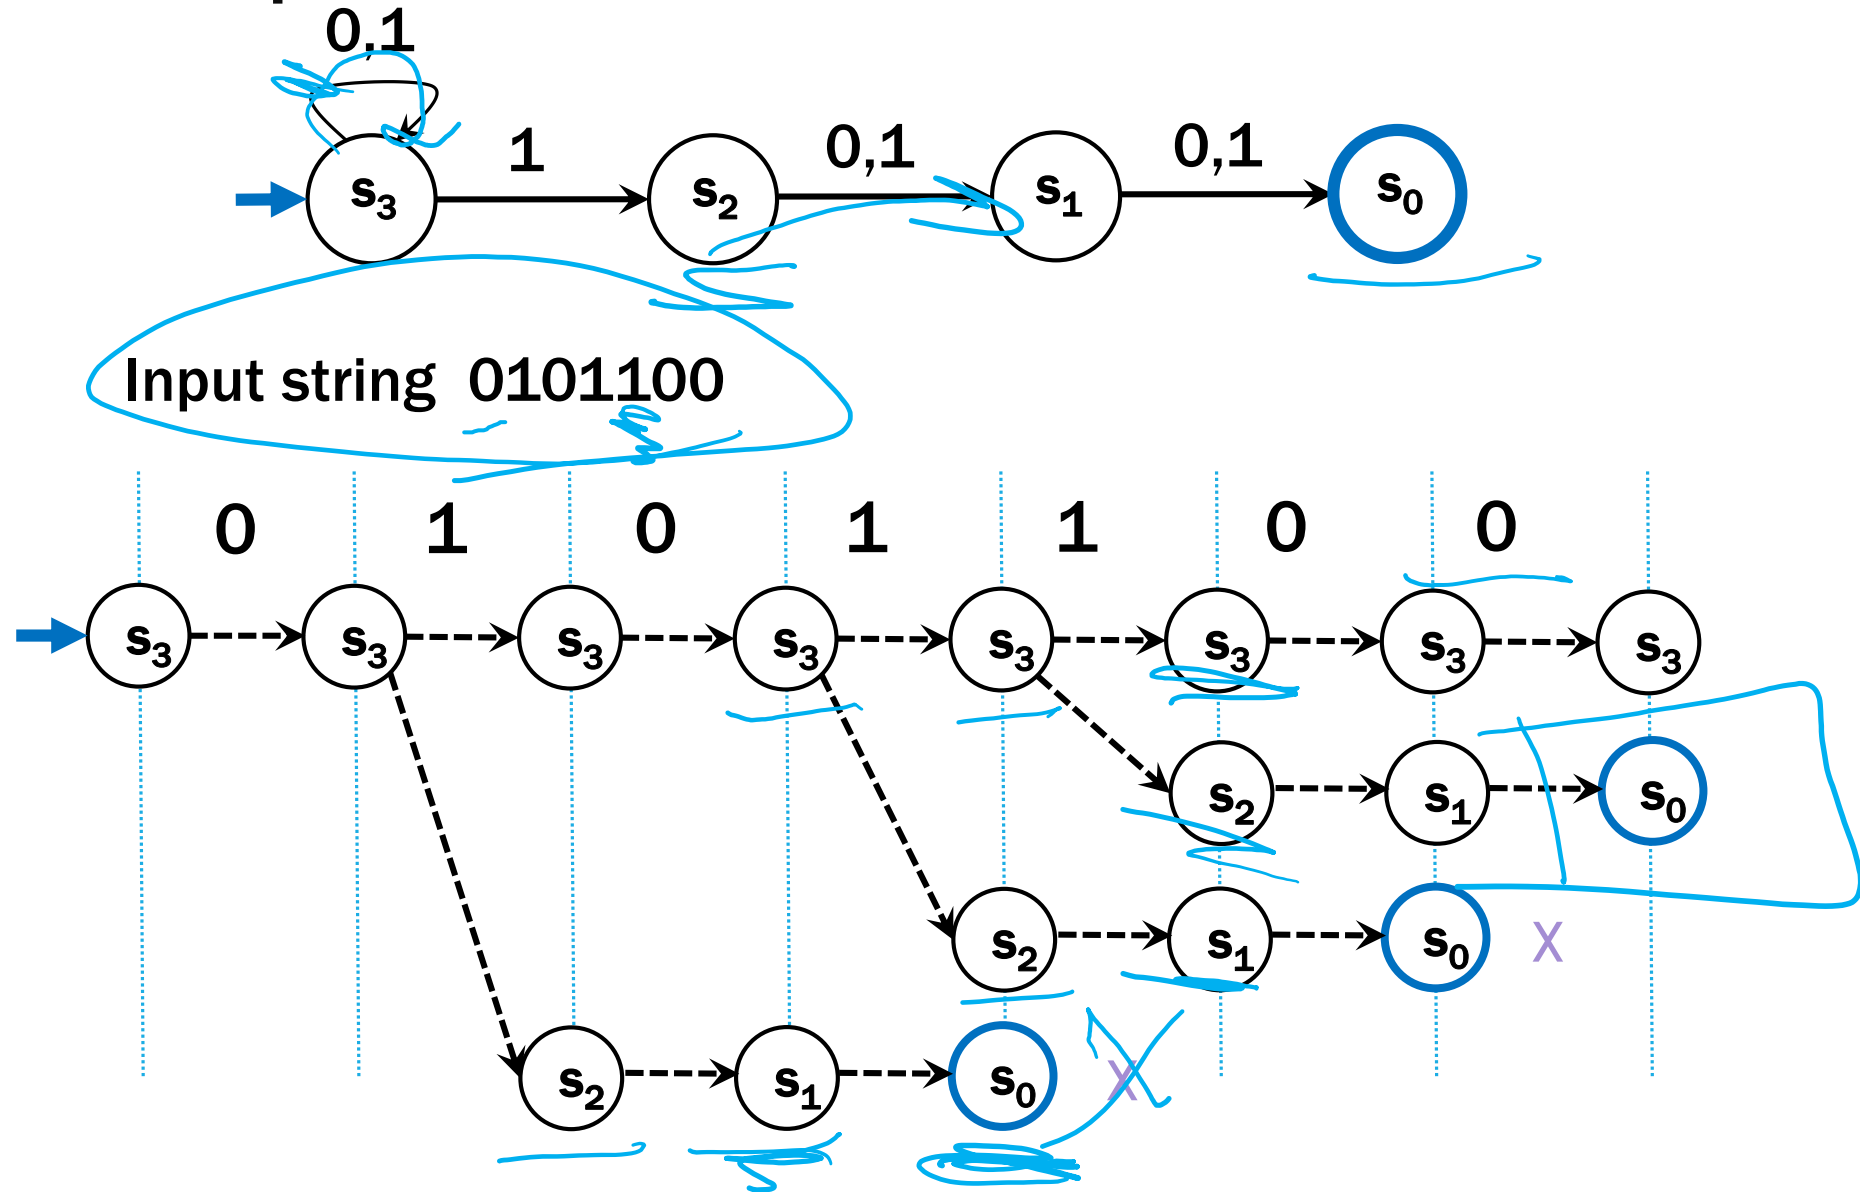 0,1
1 0,1 0,1
s₃ s₂ s₁ s₀
Input string 0101100
0 1 0 1 1 0 0
s₃ s₃ s₃ s₃ s₃ s₃ s₃ s₃
s₂ s₁ s₀
s₂ s₁ s₀ X
s₂ s₁ s₀ X